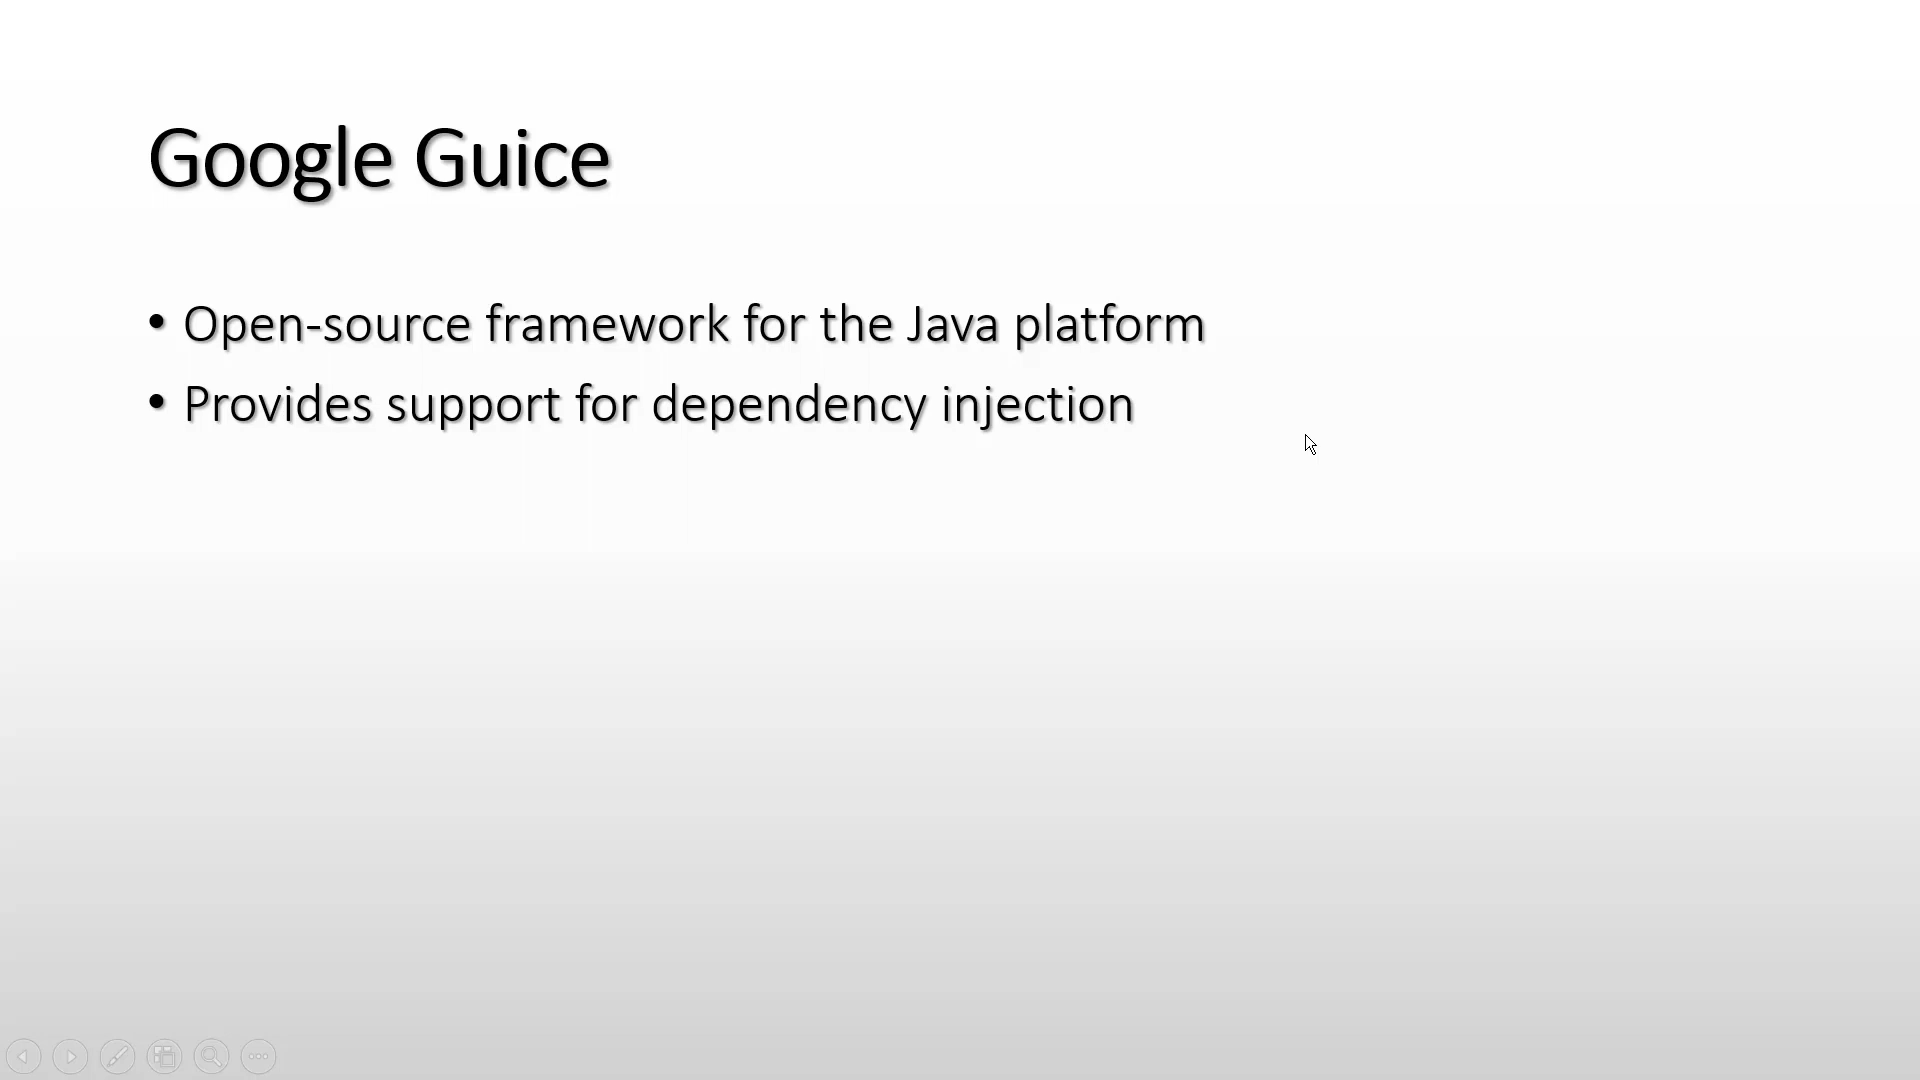 Google Guice
• Open-source framework for the Java platform
• Provides support for dependency injection